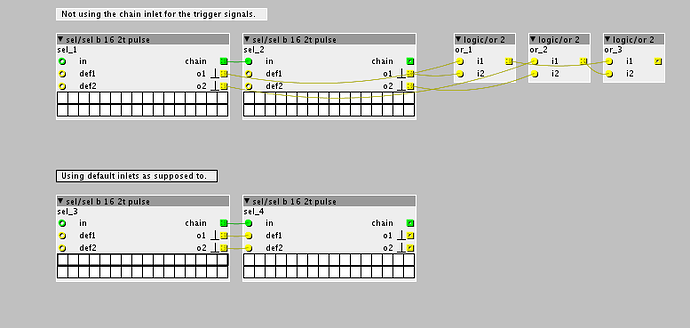 Not using the chain inlet for the trigger signals.
▼ sel/sel b 16 2t pulse
sel_1
in chain
def1 o1
def2 o2
▼ sel/sel b 16 2t pulse
sel_2
in chain
def1 o1
def2 o2
▼ logic/or 2
or_1
i1
i2
▼ logic/or 2
or_2
i1
i2
▼ logic/or 2
or_3
i1
i2
Using default inlets as supposed to.
▼ sel/sel b 16 2t pulse
sel_3
in chain
def1 o1
def2 o2
▼ sel/sel b 16 2t pulse
sel_4
in chain
def1 o1
def2 o2